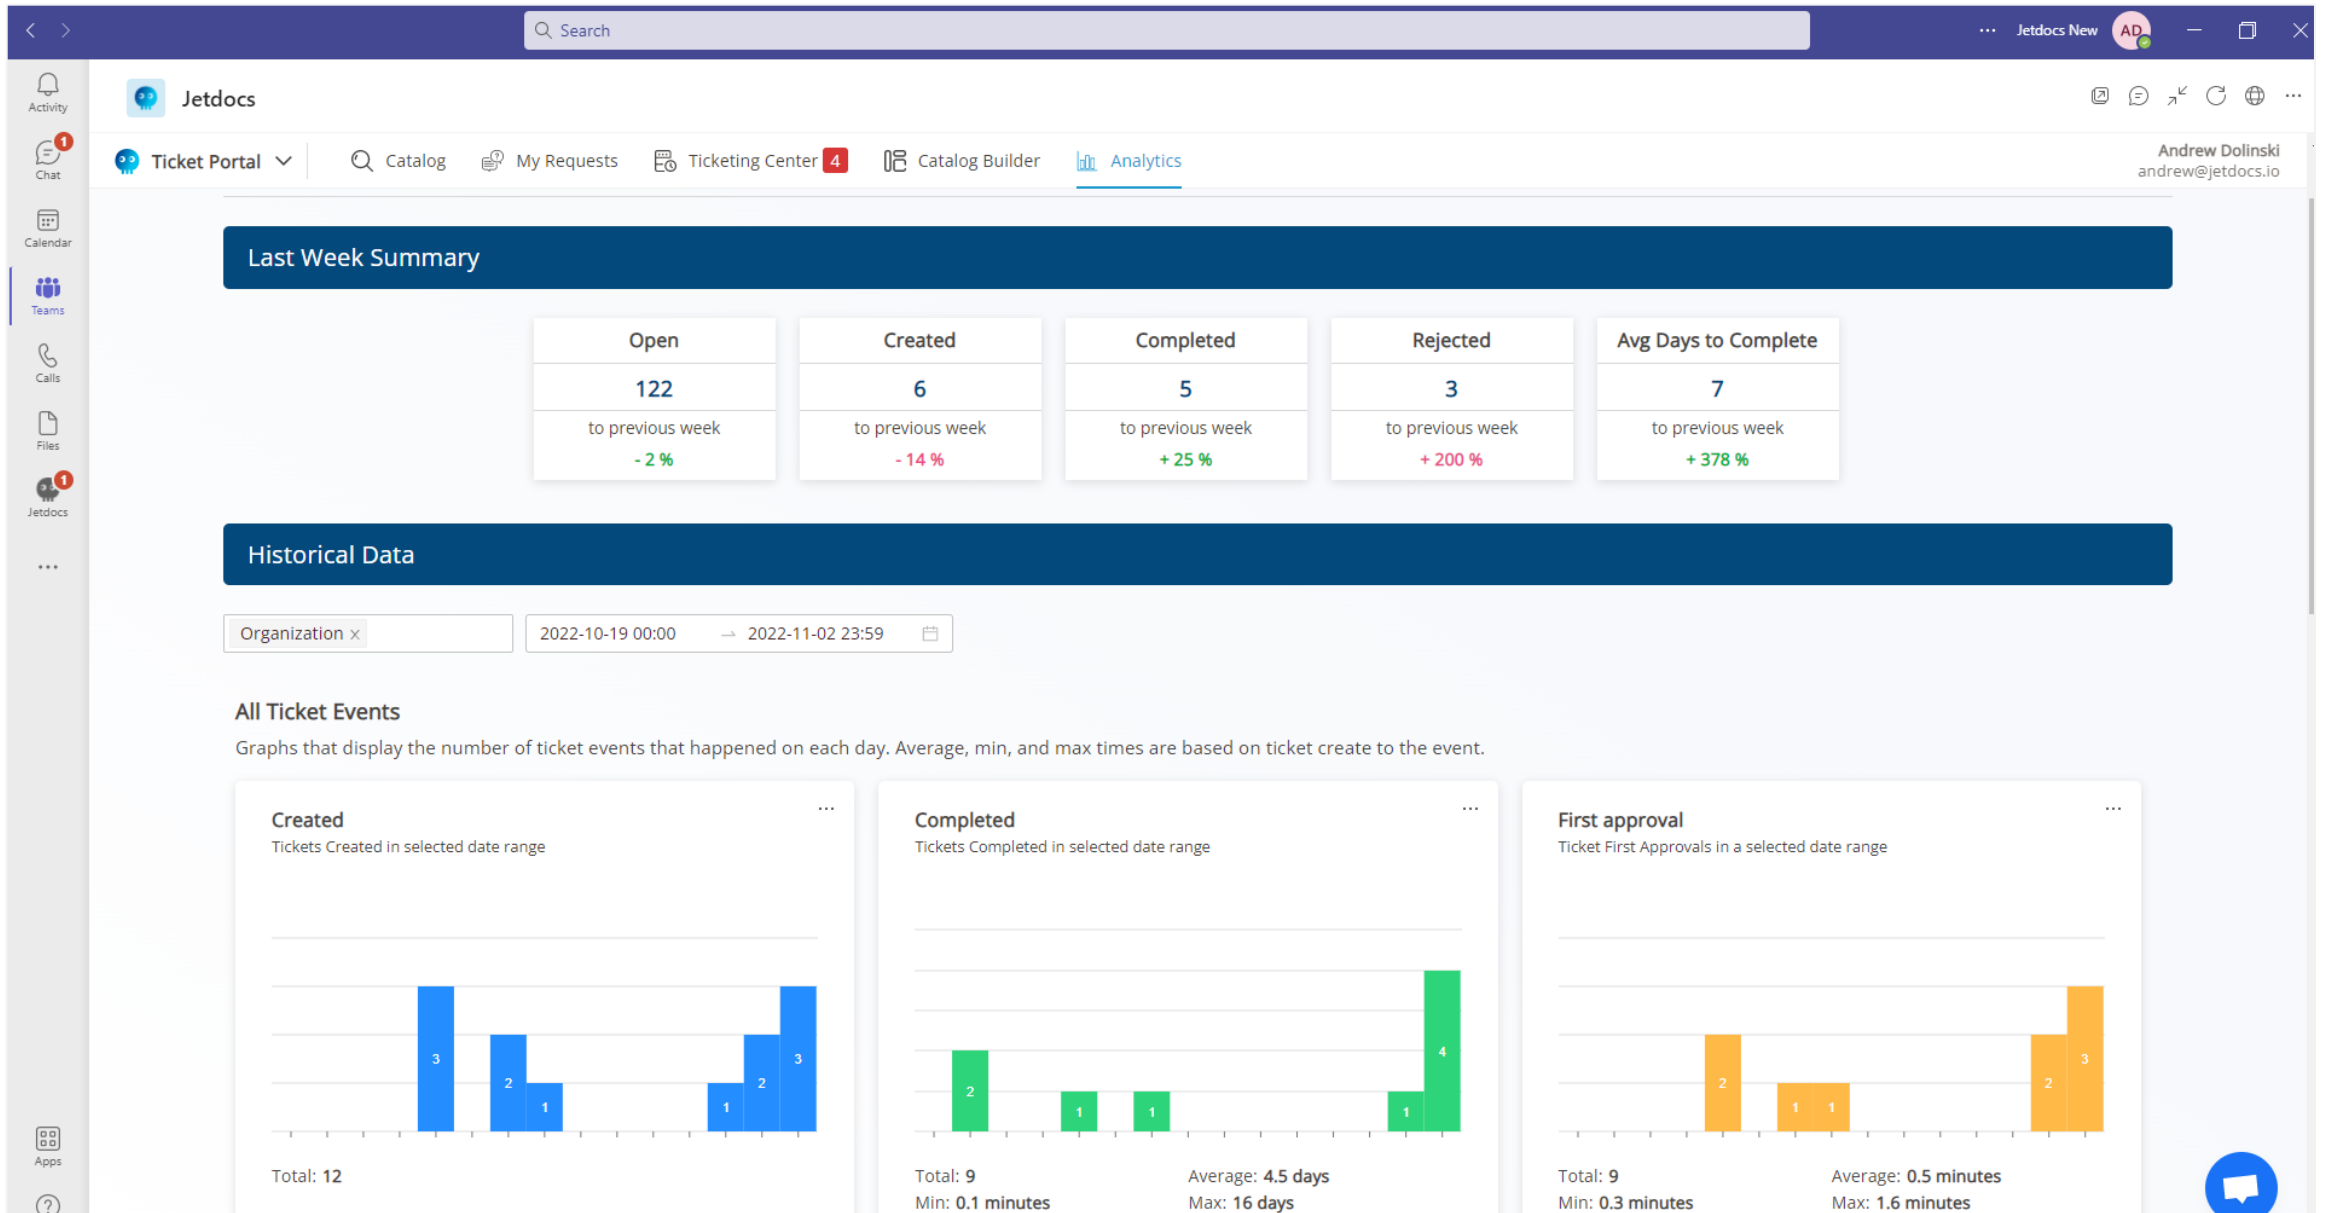 Search
Jetdocs New
AD
Activity
1
Chat
Calendar
Teams
Calls
Files
1
Jetdocs
Apps
Jetdocs
Ticket Portal
Catalog
My Requests
Ticketing Center 4
Catalog Builder
Analytics
Andrew Dolinski
andrew@jetdocs.io
Last Week Summary
Open
122
to previous week
- 2 %
Created
6
to previous week
- 14 %
Completed
5
to previous week
+ 25 %
Rejected
3
to previous week
+ 200 %
Avg Days to Complete
7
to previous week
+ 378 %
Historical Data
Organization x
2022-10-19 00:00 → 2022-11-02 23:59
All Ticket Events
Graphs that display the number of ticket events that happened on each day. Average, min, and max times are based on ticket create to the event.
Created
Tickets Created in selected date range
3
2
1
1
2
3
Total: 12
Completed
Tickets Completed in selected date range
2
1
1
1
4
Total: 9
Average: 4.5 days
Min: 0.1 minutes
Max: 16 days
First approval
Ticket First Approvals in a selected date range
2
1
1
2
3
Total: 9
Average: 0.5 minutes
Min: 0.3 minutes
Max: 1.6 minutes